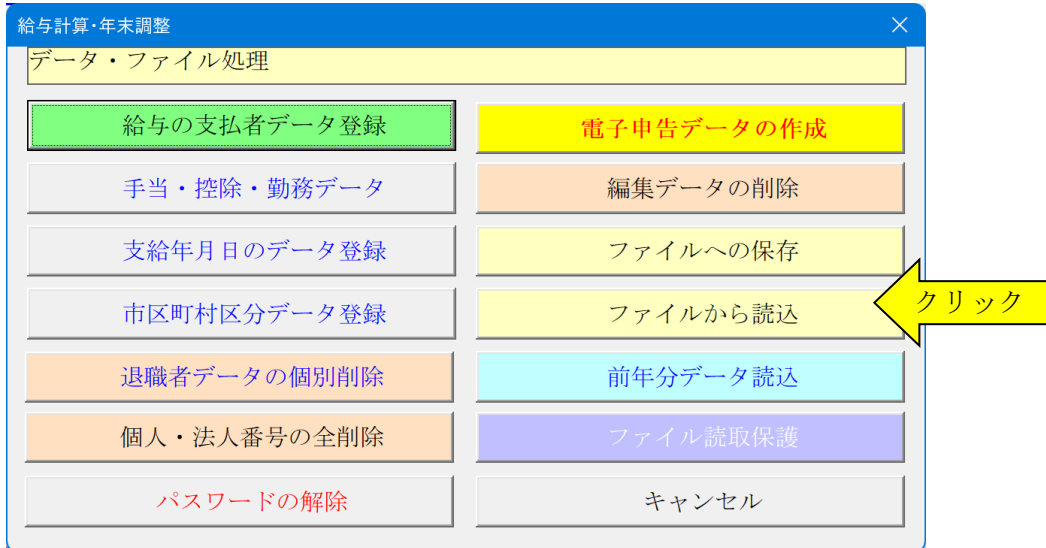 給与計算・年末調整
データ・ファイル処理
給与の支払者データ登録
電子申告データの作成
手当・控除・勤務データ
編集データの削除
支給年月日のデータ登録
ファイルへの保存
市区町村区分データ登録
ファイルから読込
クリック
退職者データの個別削除
前年分データ読込
個人・法人番号の全削除
ファイル読取保護
パスワードの解除
キャンセル